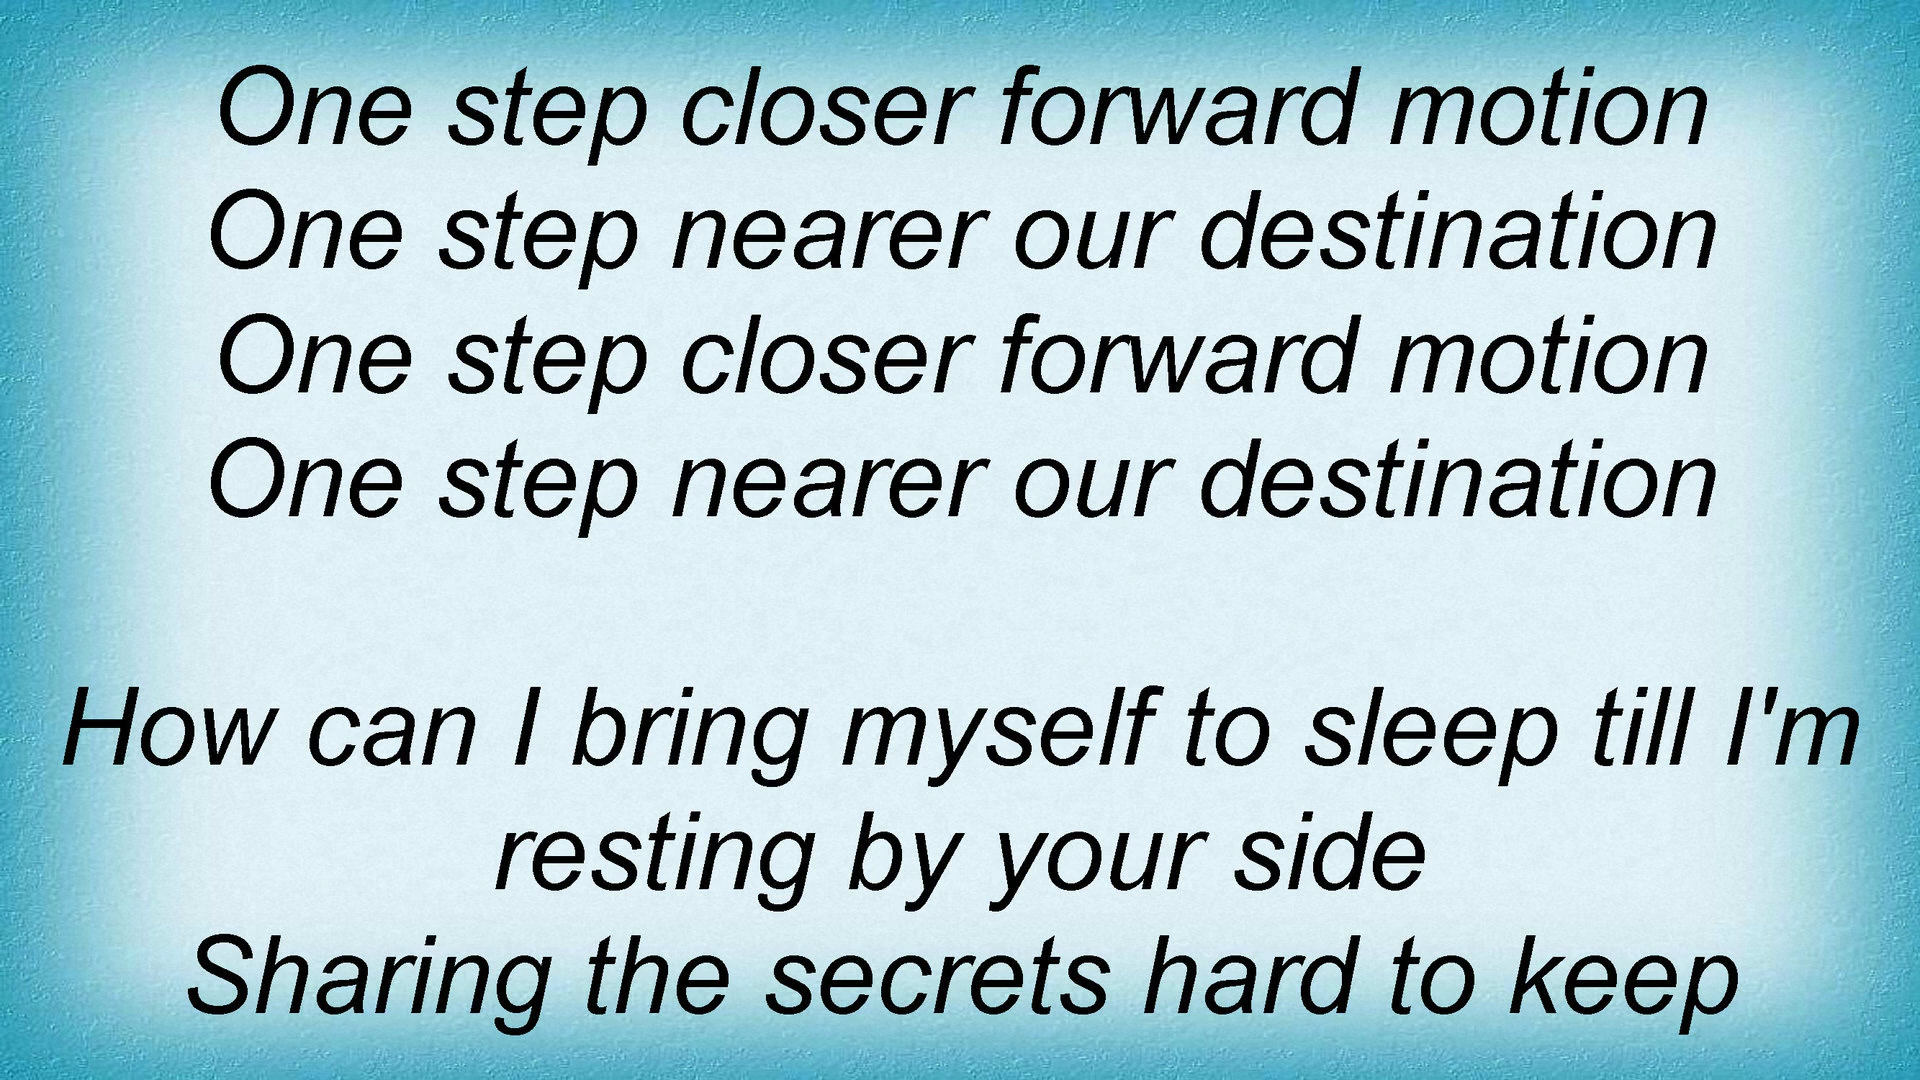 One step closer forward motion
One step nearer our destination
One step closer forward motion
One step nearer our destination
How can I bring myself to sleep till I'm
resting by your side
Sharing the secrets hard to keep